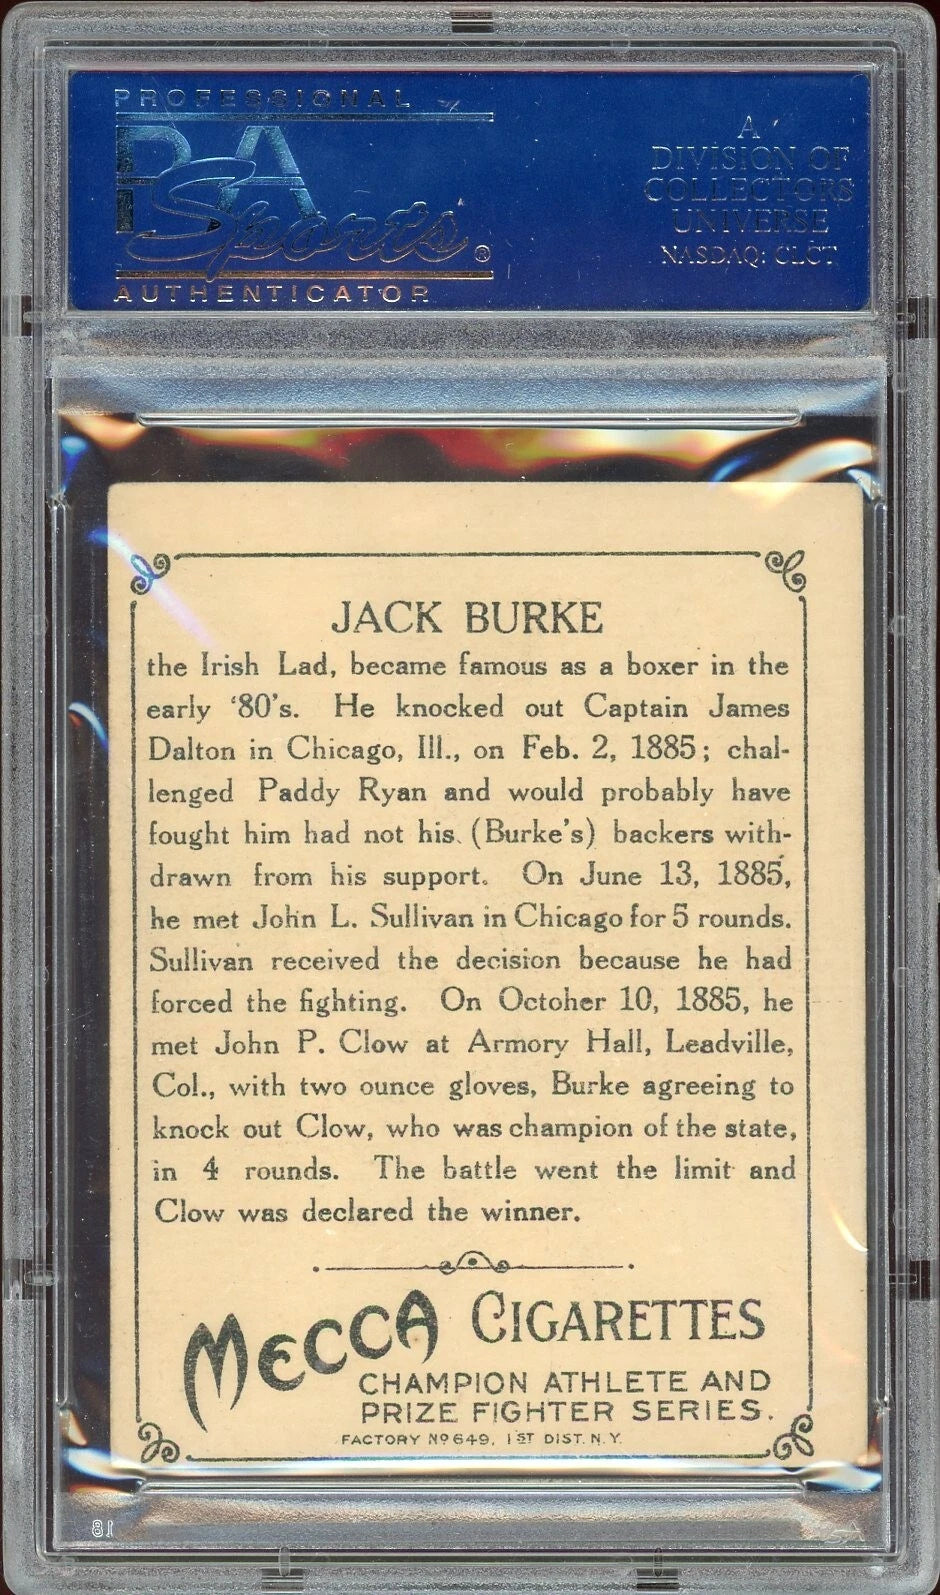 PROFESSIONAL
PSA
Sports®
AUTHENTICATOR
A
DIVISION OF
COLLECTORS
UNIVERSE
NASDAQ: CLCT
JACK BURKE
the Irish Lad, became famous as a boxer in the
early '80's. He knocked out Captain James
Dalton in Chicago, Ill., on Feb. 2, 1885; chal-
lenged Paddy Ryan and would probably have
fought him had not his (Burke's) backers with-
drawn from his support. On June 13, 1885,
he met John L. Sullivan in Chicago for 5 rounds.
Sullivan received the decision because he had
forced the fighting. On Octoher 10, 1885, he
met John P. Clow at Armory Hall, Leadville,
Col., with two ounce gloves, Burke agreeing to
knock out Clow, who was champion of the state,
in 4 rounds. The battle went the limit and
Clow was declared the winner.
MECCA CIGARETTES
CHAMPION ATHLETE AND
PRIZE FIGHTER SERIES.
FACTORY Nº 649, 1ST DIST. N.Y.
81